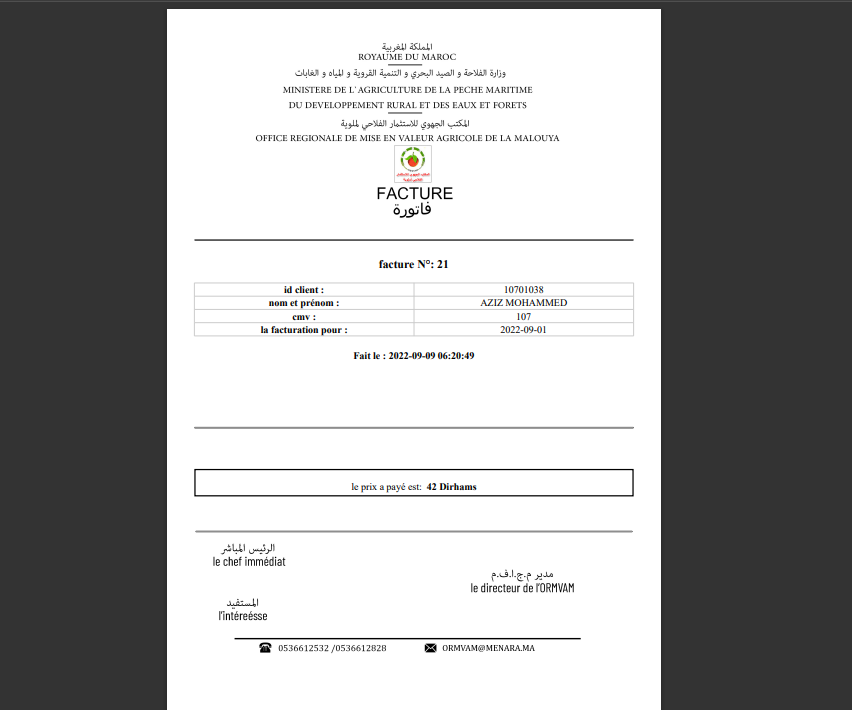 المملكة المغربية
ROYAUME DU MAROC
وزارة الفلاحة و الصيد البحري و التنمية القروية و المياه و الغابات
MINISTERE DE L`AGRICULTURE DE LA PECHE MARITIME
DU DEVELOPPEMENT RURAL ET DES EAUX ET FORETS
المكتب الجهوي للاستثمار الفلاحي لملوية
OFFICE REGIONALE DE MISE EN VALEUR AGRICOLE DE LA MALOUYA
FACTURE
فاتورة
facture N°: 21
id client : 10701038
nom et prénom : AZIZ MOHAMMED
cmv : 107
la facturation pour : 2022-09-01
Fait le : 2022-09-09 06:20:49
le prix a payé est: 42 Dirhams
الرئيس المباشر
le chef immédiat
مدير م.ج.ا.ف.م
le directeur de l'ORMVAM
المستفيد
l'intéreésse
0536612532 /0536612828 ORMVAM@MENARA.MA